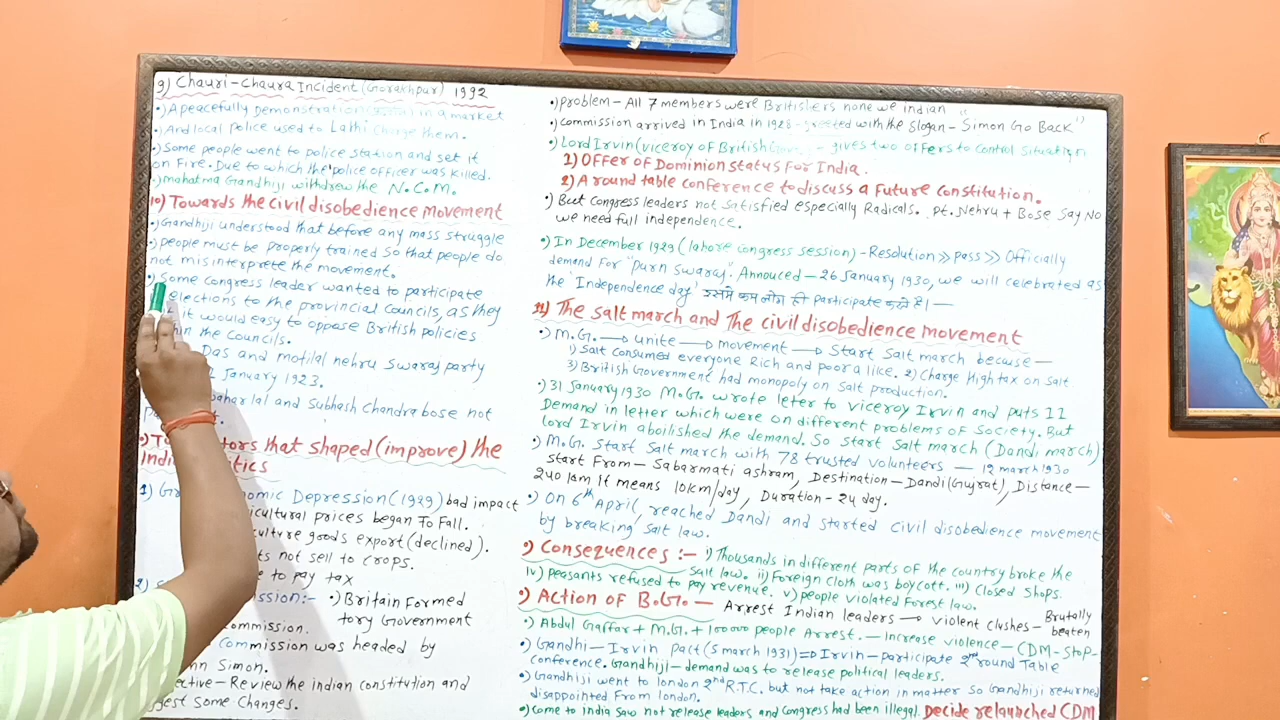 9) Chauri-Chaura Incident (Gorakhpur) 1992
•) A peacefully Demonstration in a market
•) And local police used to Lathi Charge them.
•) Some people went to police station and set it
on Fire. Due to which the police officer was killed.
•) mahatma Gandhiji withdrew the N.C.M.
10) Towards the civil disobedience movement
•) Gandhiji understood that before any mass struggle
•) people must be properly trained so that people do
not misinterprete the movement.
•) Some congress leader wanted to participate
elections to the provincial councils, as they
it would easy to oppose British policies
in the councils.
Das and motilal nehru Swaraj party
January 1923.
and Subhash Chandra bose not
that shaped (improve) the
1) Depression (1929) bad impact
prices began To Fall.
goods export (declined).
not sell to crops.
to pay tax
2) •) Britain Formed
Government
commission was headed by
Simon.
Review the indian constitution and
some changes.
•) problem - All 7 members were Britishers none we indian
•) commission arrived in India in 1928 - greeted with the slogan - "Simon Go Back"
•) Lord Irvin (viceroy of British - gives two offers to control situation
1) Offer of Dominion status For India.
2) A round table conference to discuss a Future constitution.
•) But Congress leaders not satisfied especially Radicals. pt. Nehru + Bose Say No
we need full independence.
•) In December 1929 (lahore congress session) - Resolution >> pass >> Officially
demand for "purn swaraj". Annouced - 26 January 1930, we will celebrated as
the 'Independence day' उसमे कम लोग ही participate करते है। —
11) The salt march and The civil disobedience movement
•) M.G. → unite → movement → Start Salt march becuse —
1) Salt consumed everyone Rich and poor alike. 2) Charge High tax on salt
3) British Government had monopoly on salt production.
•) 31 January 1930 M.G. wrote leter to viceroy Irvin and puts 11
Demand in letter which were on different problems of Society. But
lord Irvin aboilished the demand. So start Salt march (Dandi march)
•) M.G. start Salt march with 78 trusted volunteers — 12 march 1930
Start From - Sabarmati ashram, Destination - Dandi (Gujrat), Distance -
240 km It means 10km/day, Duration - 24 day.
•) On 6th April, reached Dandi and started civil disobedience movement
by breaking salt law.
•) Consequences :- i) Thousands in different parts of the country broke the
salt law. ii) Foreign cloth was boycott. iii) Closed shops.
iv) peasants refused to pay revenue. v) people violated Forest law.
•) Action of B.G. — Arrest Indian leaders → violent clushes - Brutally
beaten
•) Abdul Gaffar + M.G. + 100000 people Arrest. — Increase violence - CDM - Stop -
•) Gandhi - Irvin pact (5 march 1931) => Irvin - participate 2nd round Table
conference. Gandhiji - demand was to release political leaders.
•) Gandhiji went to london 2nd R.T.C. but not take action in matter so Gandhiji returned
disappointed From london.
•) come to india saw not release leaders and Congress had been illegal. Decide relaunched CDM